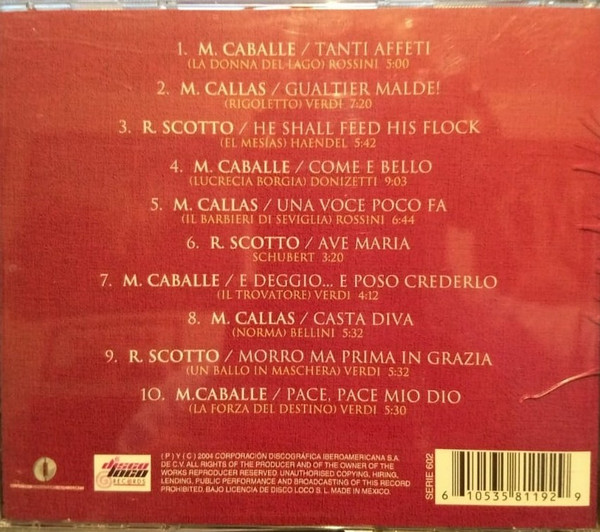 1. M. CABALLE / TANTI AFFETI
(LA DONNA DEL LAGO) ROSSINI 5:00
2. M. CALLAS / GUALTIER MALDE!
(RIGOLETTO) VERDI 7:20
3. R. SCOTTO / HE SHALL FEED HIS FLOCK
(EL MESIAS) HAENDEL 5:42
4. M. CABALLE / COME E BELLO
(LUCRECIA BORGIA) DONIZETTI 9:03
5. M. CALLAS / UNA VOCE POCO FA
(IL BARBIERI DI SEVIGLIA) ROSSINI 6:44
6. R. SCOTTO / AVE MARIA
SCHUBERT 3:20
7. M. CABALLE / E DEGGIO... E POSO CREDERLO
(IL TROVATORE) VERDI 4:12
8. M. CALLAS / CASTA DIVA
(NORMA) BELLINI 5:32
9. R. SCOTTO / MORRO MA PRIMA IN GRAZIA
(UN BALLO IN MASCHERA) VERDI 5:32
10. M.CABALLE / PACE, PACE MIO DIO
(LA FORZA DEL DESTINO) VERDI 5:30
disco loco
RECORDS
( P ) Y ( C ) 2004 CORPORACIÓN DISCOGRÁFICA IBEROAMERICANA S.A.
DE C.V. ALL RIGHTS OF THE PRODUCER AND OF THE OWNER OF THE
WORKS REPRODUCER RESERVED. UNAUTHORISED COPYING, HIRING,
LENDING, PUBLIC PERFORMANCE AND BROADCASTING OF THIS RECORD
PROHIBITED. BAJO LICENCIA DE DISCO LOCO S. L. MADE IN MEXICO.
SERIE 602
6 10535 81192 9